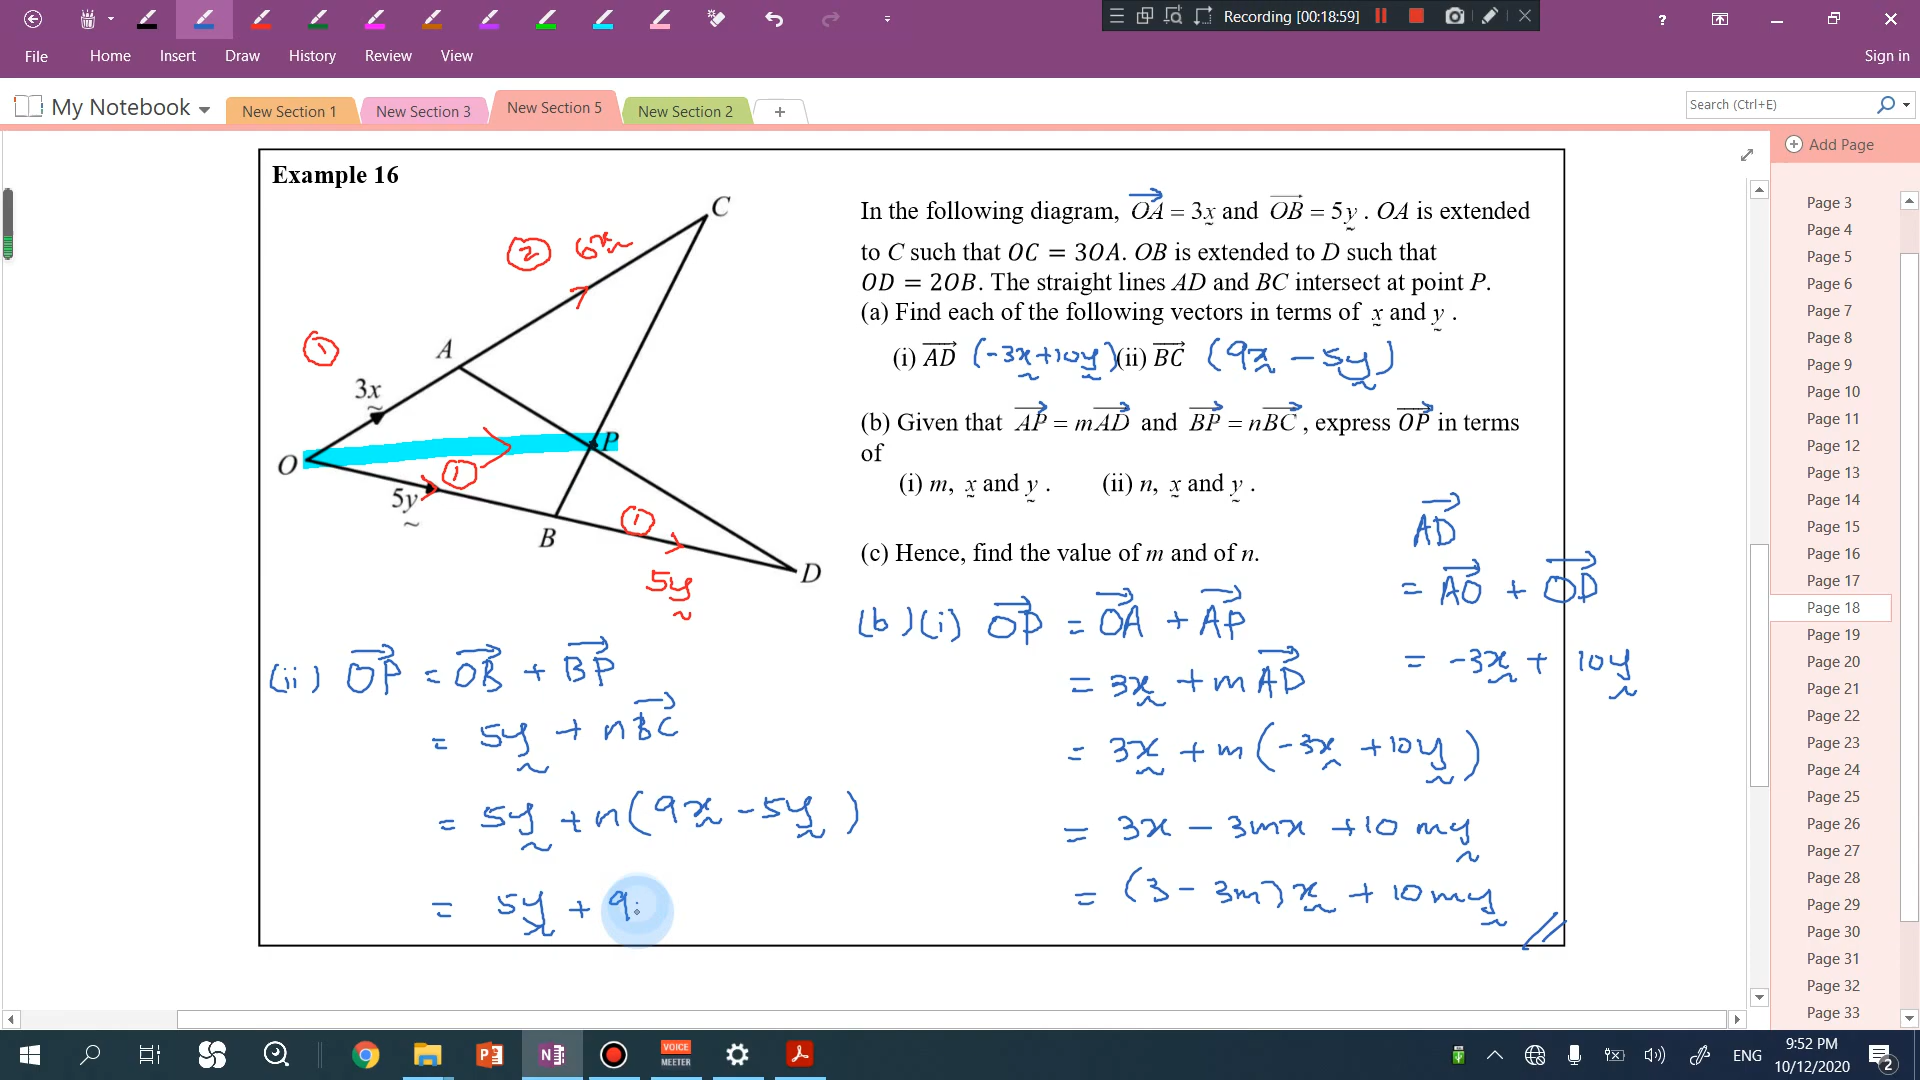 Recording [00:18:59]
File Home Insert Draw History Review View
Sign in
My Notebook
New Section 1
New Section 3
New Section 5
New Section 2
+
Search (Ctrl+E)
Add Page
Page 3
Page 4
Page 5
Page 6
Page 7
Page 8
Page 9
Page 10
Page 11
Page 12
Page 13
Page 14
Page 15
Page 16
Page 17
Page 18
Page 19
Page 20
Page 21
Page 22
Page 23
Page 24
Page 25
Page 26
Page 27
Page 28
Page 29
Page 30
Page 31
Page 32
Page 33
Example 16
C
② 6x
①
A
3x
P
O
①
5y
①
B
D
5y
In the following diagram, OA = 3x and OB = 5y . OA is extended
to C such that OC = 3OA. OB is extended to D such that
OD = 2OB. The straight lines AD and BC intersect at point P.
(a) Find each of the following vectors in terms of x and y .
(i) AD (-3x+10y) (ii) BC (9x - 5y)
(b) Given that AP = mAD and BP = nBC , express OP in terms
of
(i) m, x and y . (ii) n, x and y .
(c) Hence, find the value of m and of n.
AD
= AO + OD
= -3x + 10y
(b)(i) OP = OA + AP
= 3x + mAD
= 3x + m(-3x + 10y)
= 3x - 3mx + 10my
= (3 - 3m)x + 10my //
(ii) OP = OB + BP
= 5y + nBC
= 5y + n(9x - 5y)
= 5y + 9
VOICE MEETER
ENG
9:52 PM
10/12/2020
2